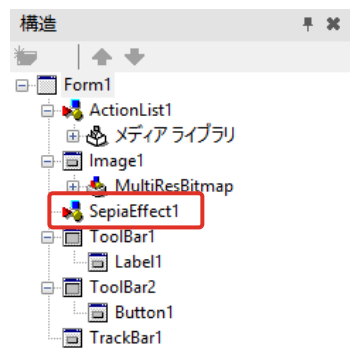 構造
Form1
ActionList1
メディア ライブラリ
Image1
MultiResBitmap
SepiaEffect1
ToolBar1
Label1
ToolBar2
Button1
TrackBar1